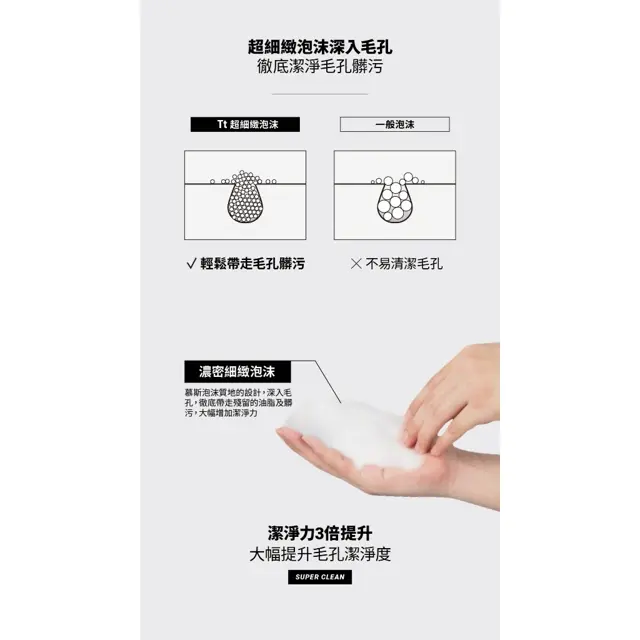 超細緻泡沫深入毛孔
徹底潔淨毛孔髒污
Tt 超細緻泡沫
一般泡沫
✓ 輕鬆帶走毛孔髒污
✕ 不易清潔毛孔
濃密細緻泡沫
慕斯泡沫質地的設計，深入毛
孔，徹底帶走殘留的油脂及髒
污，大幅增加潔淨力
潔淨力3倍提升
大幅提升毛孔潔淨度
SUPER CLEAN